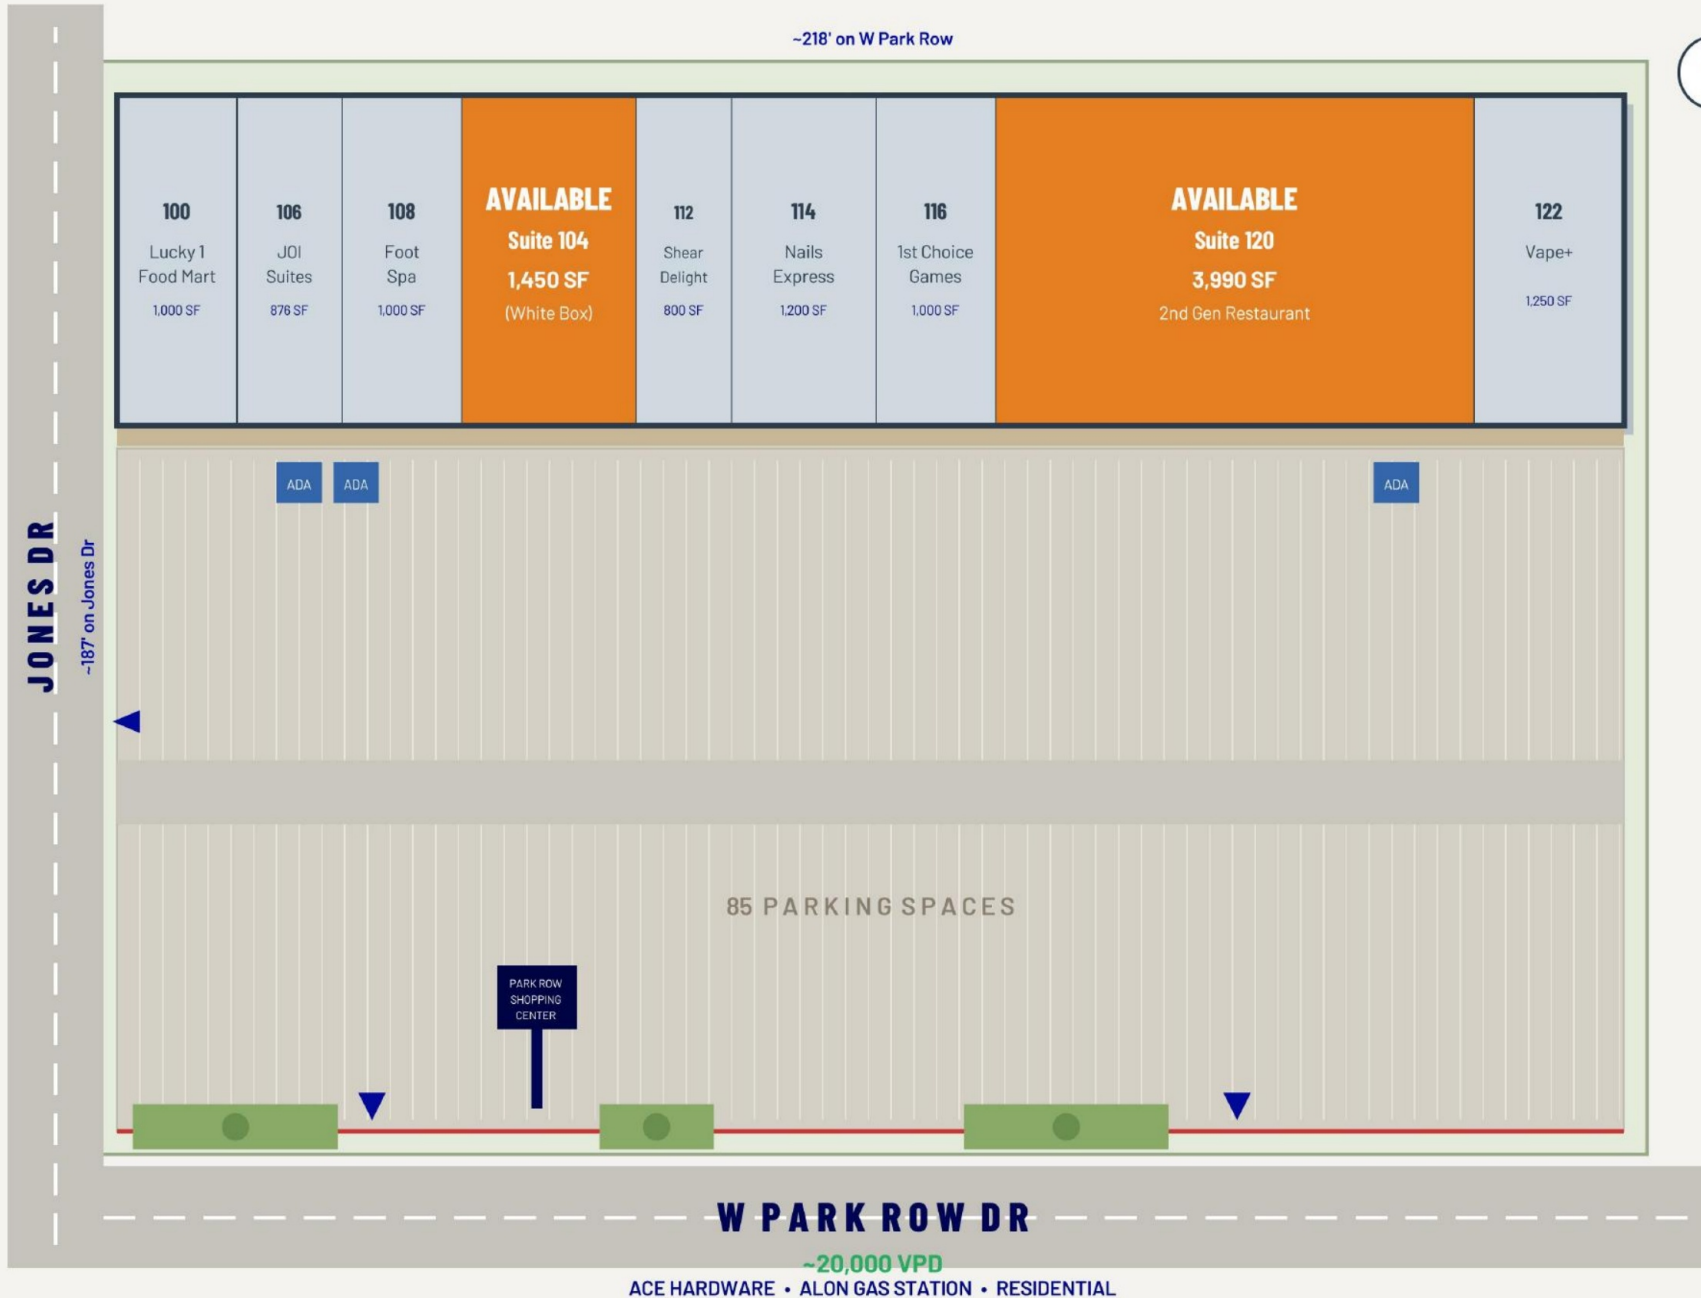 ~218' on W Park Row
100
Lucky 1
Food Mart
1,000 SF
106
JOI
Suites
876 SF
108
Foot
Spa
1,000 SF
AVAILABLE
Suite 104
1,450 SF
(White Box)
112
Shear
Delight
800 SF
114
Nails
Express
1,200 SF
116
1st Choice
Games
1,000 SF
AVAILABLE
Suite 120
3,990 SF
2nd Gen Restaurant
122
Vape+
1,250 SF
ADA
ADA
ADA
JONES DR
~187' on Jones Dr
85 PARKING SPACES
PARK ROW
SHOPPING
CENTER
W PARK ROW DR
~20,000 VPD
ACE HARDWARE • ALON GAS STATION • RESIDENTIAL